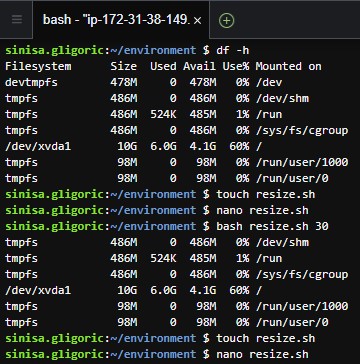 bash - "ip-172-31-38-149.
sinisa.gligoric:~/environment $ df -h
Filesystem      Size  Used Avail Use% Mounted on
devtmpfs        478M     0  478M   0% /dev
tmpfs           486M     0  486M   0% /dev/shm
tmpfs           486M  524K  485M   1% /run
tmpfs           486M     0  486M   0% /sys/fs/cgroup
/dev/xvda1       10G  6.0G  4.1G  60% /
tmpfs            98M     0   98M   0% /run/user/1000
tmpfs            98M     0   98M   0% /run/user/0
sinisa.gligoric:~/environment $ touch resize.sh
sinisa.gligoric:~/environment $ nano resize.sh
sinisa.gligoric:~/environment $ bash resize.sh 30
tmpfs           486M     0  486M   0% /dev/shm
tmpfs           486M  524K  485M   1% /run
tmpfs           486M     0  486M   0% /sys/fs/cgroup
/dev/xvda1       10G  6.0G  4.1G  60% /
tmpfs            98M     0   98M   0% /run/user/1000
tmpfs            98M     0   98M   0% /run/user/0
sinisa.gligoric:~/environment $ touch resize.sh
sinisa.gligoric:~/environment $ nano resize.sh